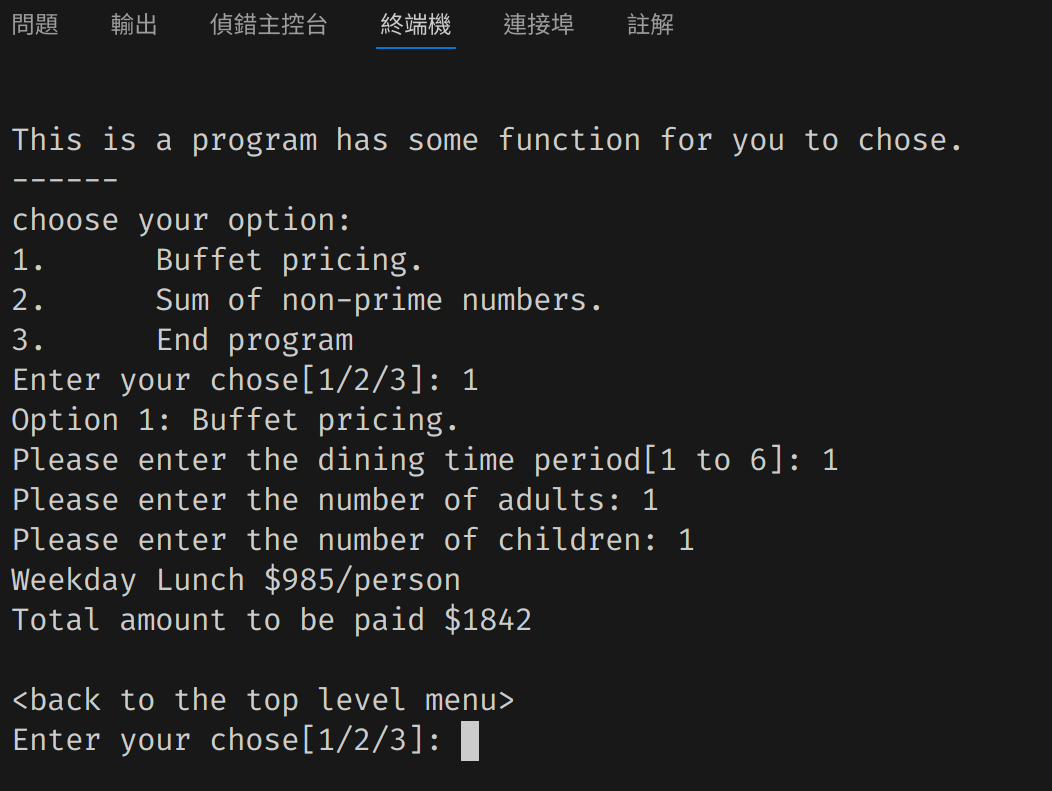 問題 輸出 偵錯主控台 終端機 連接埠 註解
This is a program has some function for you to chose.
------
choose your option:
1.      Buffet pricing.
2.      Sum of non-prime numbers.
3.      End program
Enter your chose[1/2/3]: 1
Option 1: Buffet pricing.
Please enter the dining time period[1 to 6]: 1
Please enter the number of adults: 1
Please enter the number of children: 1
Weekday Lunch $985/person
Total amount to be paid $1842
<back to the top level menu>
Enter your chose[1/2/3]: